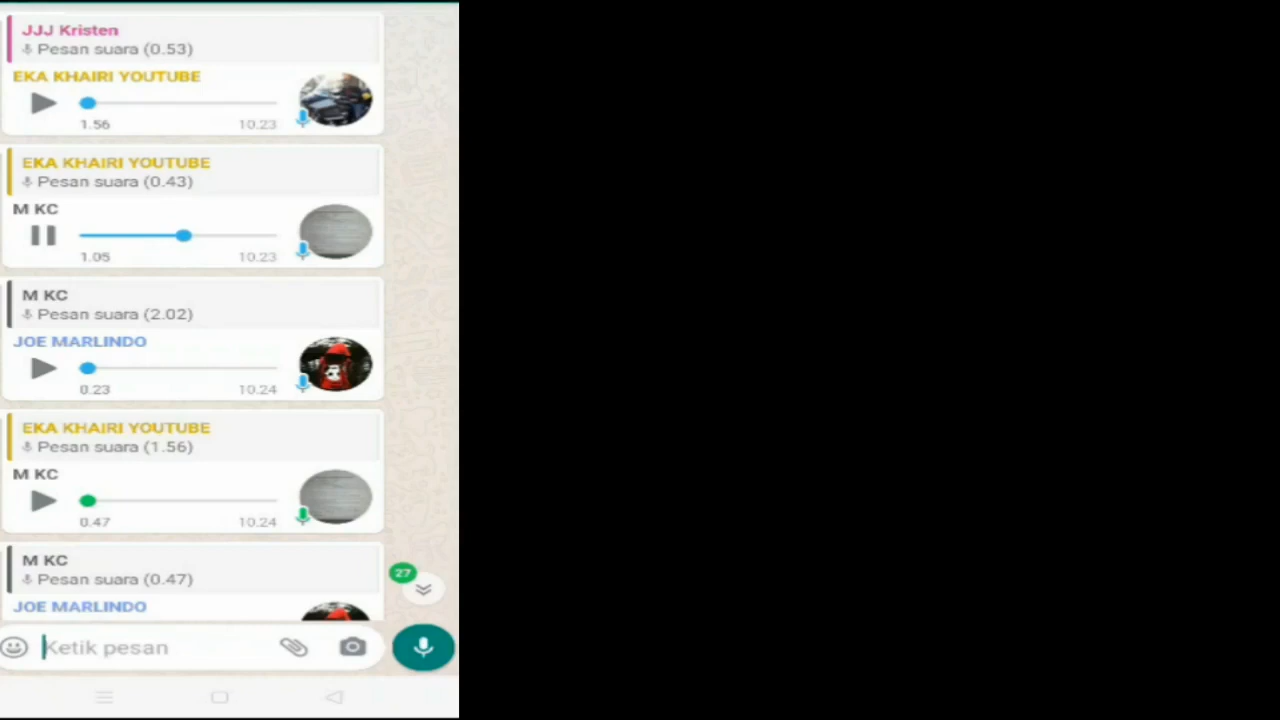 JJJ Kristen
Pesan suara (0.53)
EKA KHAIRI YOUTUBE
1.56 10.23
EKA KHAIRI YOUTUBE
Pesan suara (0.43)
M KC
1.05 10.23
M KC
Pesan suara (2.02)
JOE MARLINDO
0.23 10.24
EKA KHAIRI YOUTUBE
Pesan suara (1.56)
M KC
0.47 10.24
M KC
Pesan suara (0.47)
27
JOE MARLINDO
Ketik pesan